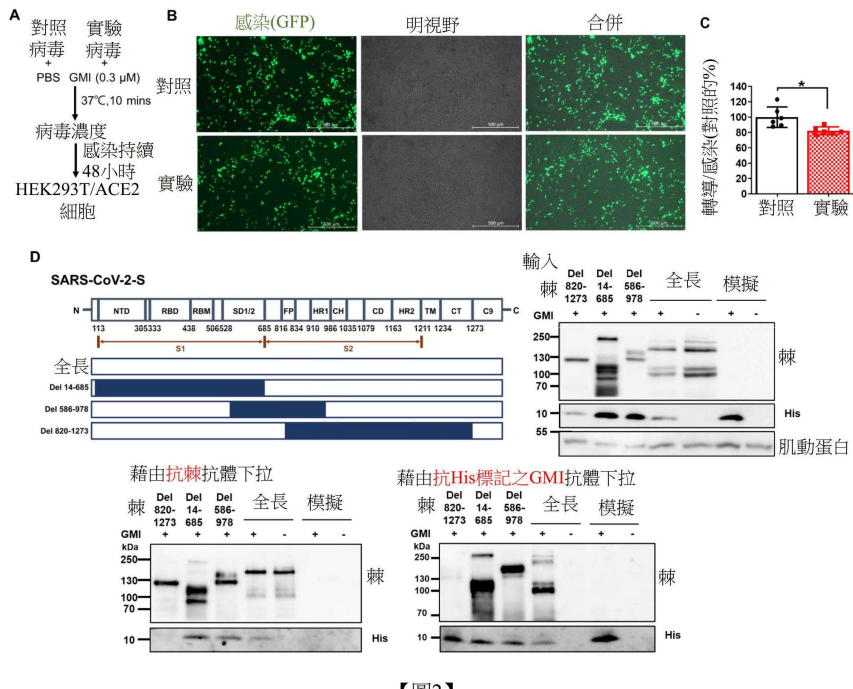 A
對照 實驗
病毒 病毒
+ +
PBS GMI (0.3 μM)
37℃,10 mins
病毒濃度
感染持續
48小時
HEK293T/ACE2
細胞
B
感染(GFP) 明視野 合併
對照
實驗
C
轉導/感染(對照的%)
140
120
100
80
60
40
20
0
*
對照 實驗
D
SARS-CoV-2-S
N NTD RBD RBM SD1/2 FP HR1 CH CD HR2 TM CT C9 C
113 305 333 438 506 528 685 816 834 910 986 1035 1079 1163 1211 1234 1273
S1 S2
全長
Del 14-685
Del 586-978
Del 820-1273
輸入
棘 Del 820-1273 Del 14-685 Del 586-978 全長 模擬
GMI + + + + - + -
250
130
100
70
棘
10
His
55
肌動蛋白
藉由抗棘抗體下拉
棘 Del 820-1273 Del 14-685 Del 586-978 全長 模擬
GMI + + + + - + -
kDa
250
130
100
70
棘
10
His
藉由抗His標記之GMI抗體下拉
棘 Del 820-1273 Del 14-685 Del 586-978 全長 模擬
GMI + + + + - + -
kDa
250
130
100
70
棘
10
His